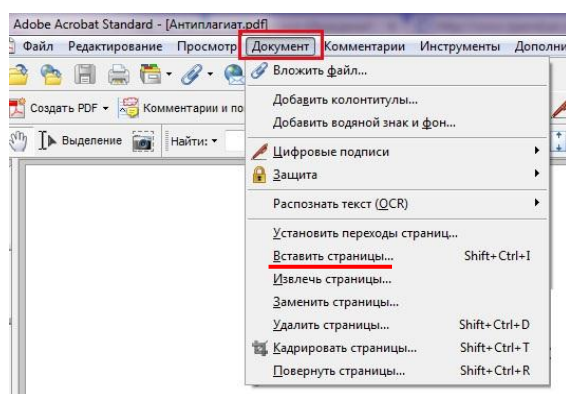 Adobe Acrobat Standard - [Антиплагиат.pdf]
Файл Редактирование Просмотр Документ Комментарии Инструменты
Создать PDF Комментарии и
Выделение Найти:
Вложить файл...
Добавить колонтитулы...
Добавить водяной знак и фон...
Цифровые подписи
Защита
Распознать текст (OCR)
Установить переходы страниц...
Вставить страницы... Shift+Ctrl+I
Извлечь страницы...
Заменить страницы...
Удалить страницы... Shift+Ctrl+D
Кадрировать страницы... Shift+Ctrl+T
Повернуть страницы... Shift+Ctrl+R